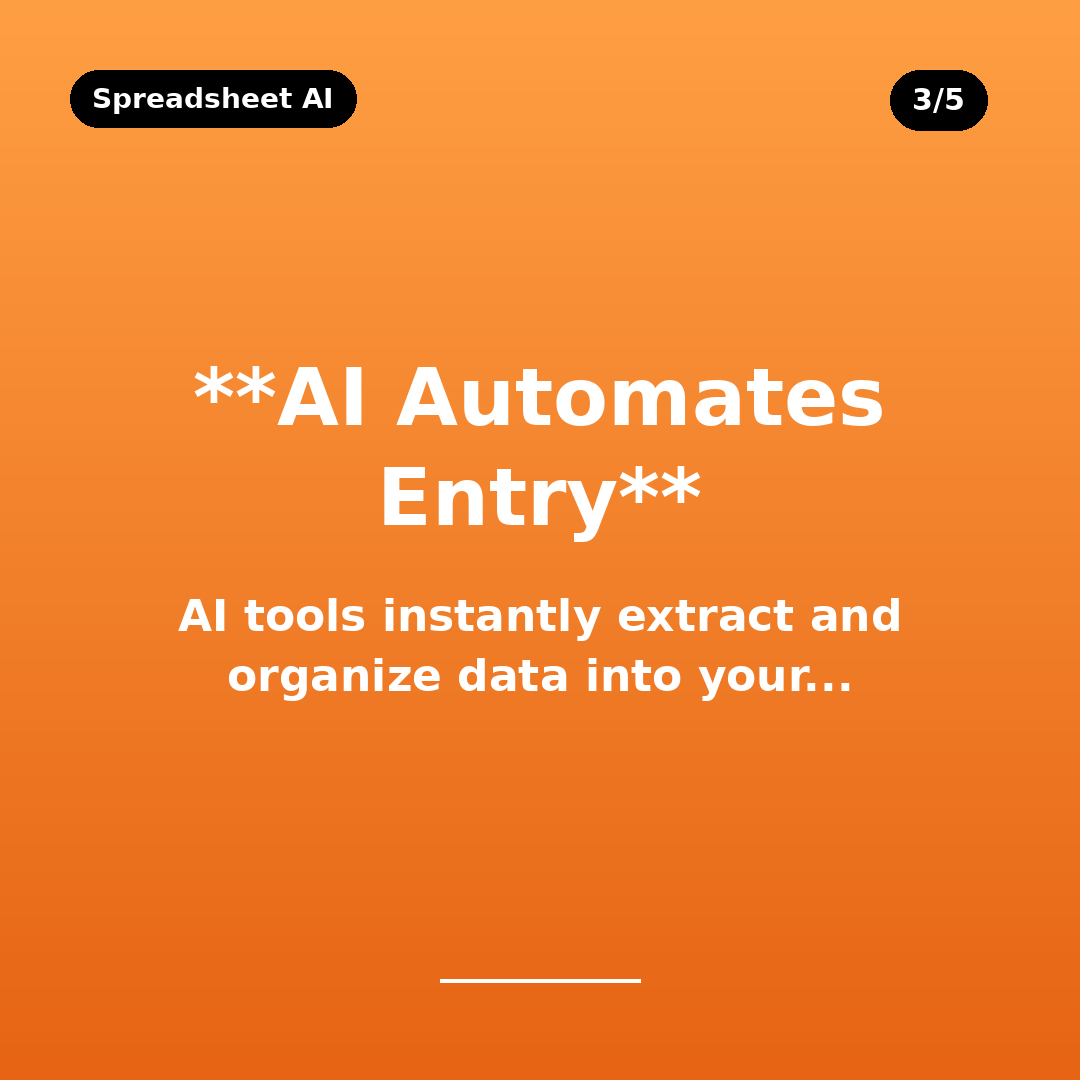 Spreadsheet AI
3/5
**AI Automates
Entry**
AI tools instantly extract and
organize data into your...